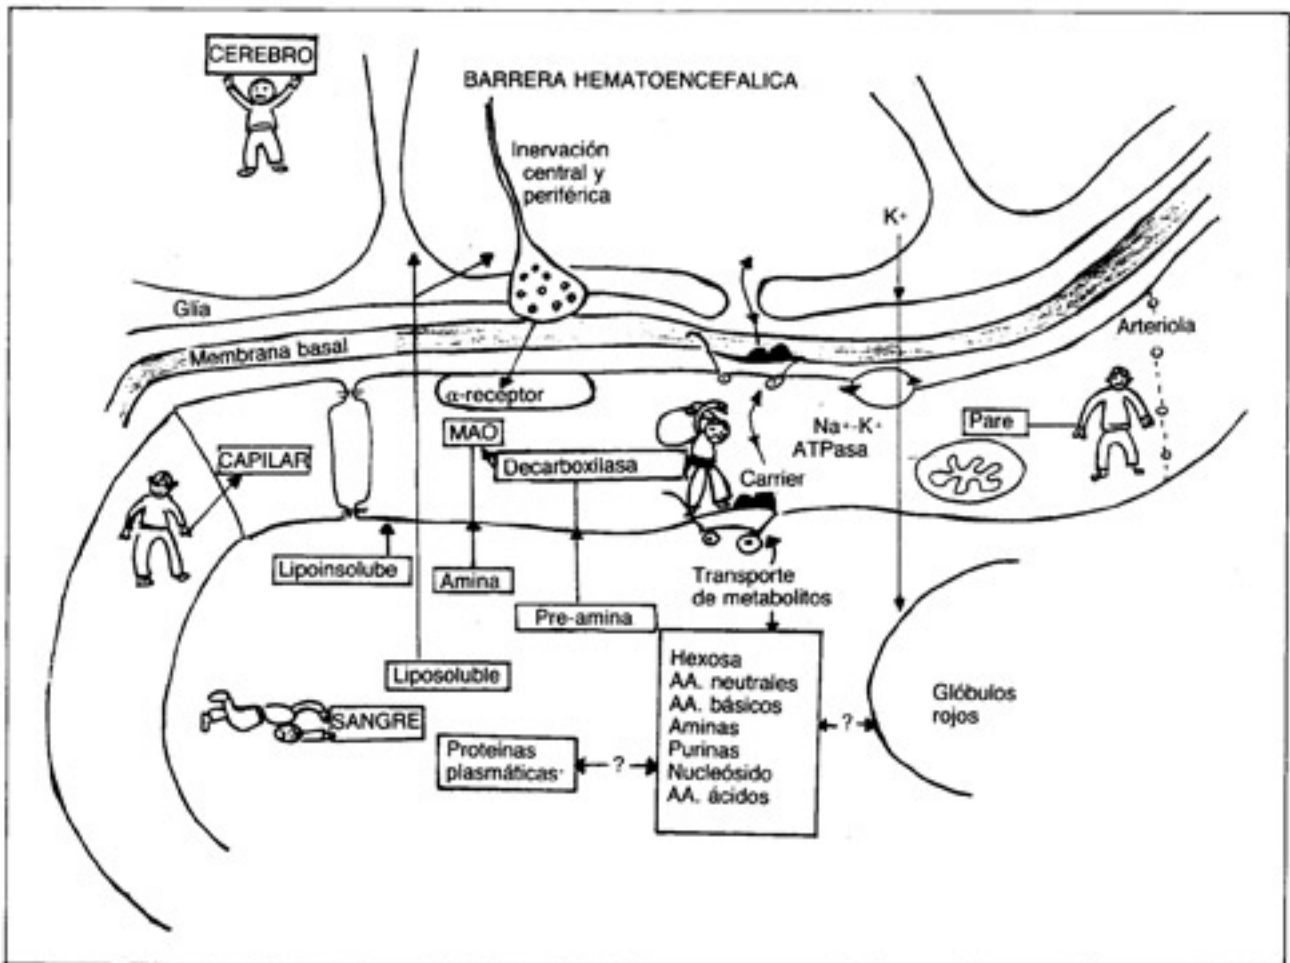 CEREBRO
BARRERA HEMATOENCEFALICA
Inervación
central y
periférica
K+
Glía
Membrana basal
Arteriola
α-receptor
MAO
Decarboxilasa
Na+-K+
ATPasa
Pare
CAPILAR
Carrier
Lipoinsolube
Amina
Transporte
de metabolitos
Pre-amina
Liposoluble
Hexosa
AA. neutrales
AA. básicos
Aminas
Purinas
Nucleósido
AA. ácidos
Glóbulos
rojos
SANGRE
Proteínas
plasmáticas
?
?